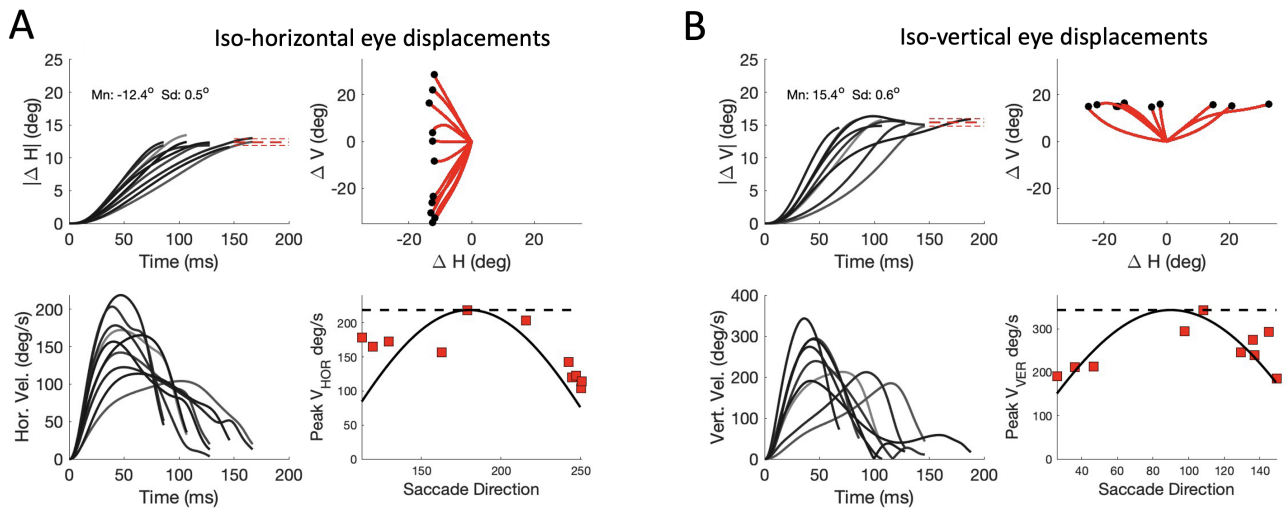 A
Iso-horizontal eye displacements
25
20
15
10
5
0
|Δ H| (deg)
Mn: -12.4° Sd: 0.5°
0 50 100 150 200
Time (ms)
20
0
-20
Δ V (deg)
-20 0 20
Δ H (deg)
200
150
100
50
0
Hor. Vel. (deg/s)
0 50 100 150 200
Time (ms)
200
150
100
50
0
Peak V_HOR deg/s
150 200 250
Saccade Direction
B
Iso-vertical eye displacements
25
20
15
10
5
0
|Δ V| (deg)
Mn: 15.4° Sd: 0.6°
0 50 100 150 200
Time (ms)
20
0
-20
Δ V (deg)
-20 0 20
Δ H (deg)
400
300
200
100
0
Vert. Vel. (deg/s)
0 50 100 150 200
Time (ms)
300
200
100
0
Peak V_VER deg/s
40 60 80 100 120 140
Saccade Direction